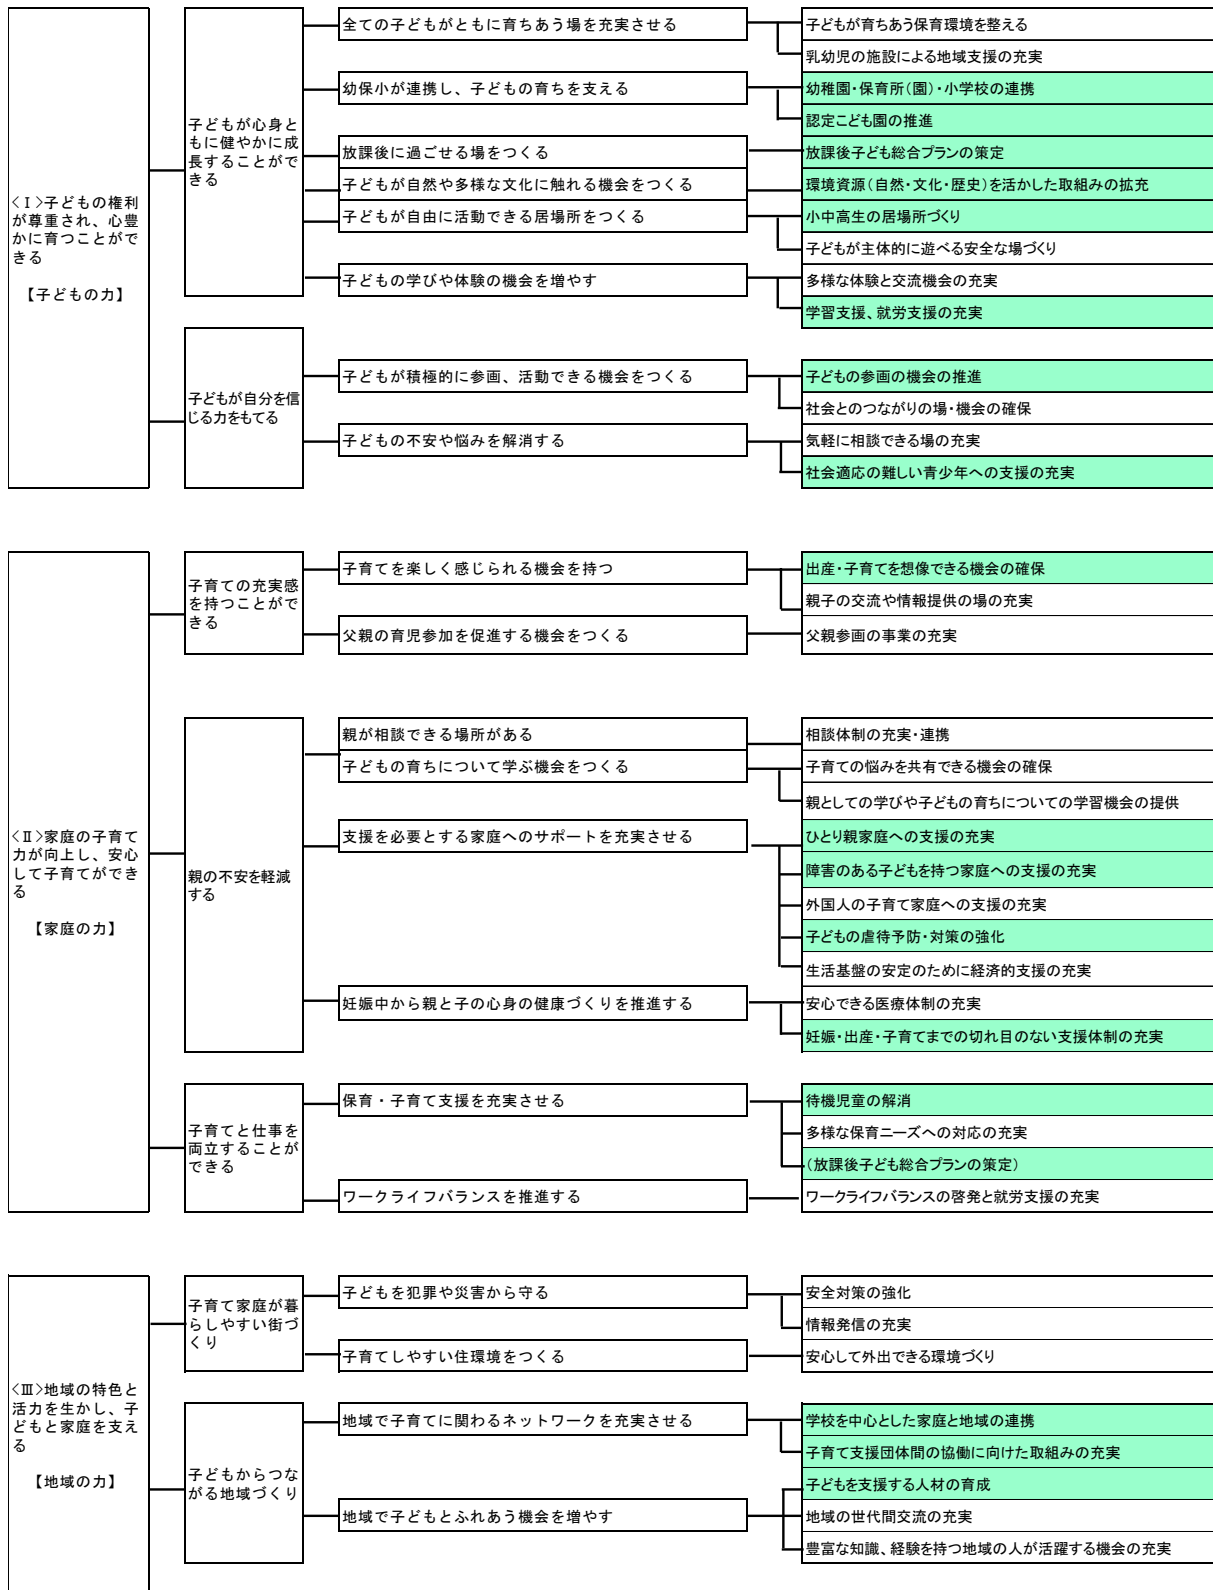 <Ⅰ>子どもの権利
が尊重され、心豊
かに育つことがで
きる
【子どもの力】
子どもが心身と
もに健やかに成
長することがで
きる
全ての子どもがともに育ちあう場を充実させる
子どもが育ちあう保育環境を整える
乳幼児の施設による地域支援の充実
幼保小が連携し、子どもの育ちを支える
幼稚園・保育所(園)・小学校の連携
認定こども園の推進
放課後に過ごせる場をつくる
放課後子ども総合プランの策定
子どもが自然や多様な文化に触れる機会をつくる
環境資源(自然・文化・歴史)を活かした取組みの拡充
子どもが自由に活動できる居場所をつくる
小中高生の居場所づくり
子どもが主体的に遊べる安全な場づくり
子どもの学びや体験の機会を増やす
多様な体験と交流機会の充実
学習支援、就労支援の充実
子どもが自分を信
じる力をもてる
子どもが積極的に参画、活動できる機会をつくる
子どもの参画の機会の推進
社会とのつながりの場・機会の確保
子どもの不安や悩みを解消する
気軽に相談できる場の充実
社会適応の難しい青少年への支援の充実
<Ⅱ>家庭の子育て
力が向上し、安心
して子育てができ
る
【家庭の力】
子育ての充実感
を持つことがで
きる
子育てを楽しく感じられる機会を持つ
出産・子育てを想像できる機会の確保
親子の交流や情報提供の場の充実
父親の育児参加を促進する機会をつくる
父親参画の事業の充実
親の不安を軽減
する
親が相談できる場所がある
相談体制の充実・連携
子どもの育ちについて学ぶ機会をつくる
子育ての悩みを共有できる機会の確保
親としての学びや子どもの育ちについての学習機会の提供
支援を必要とする家庭へのサポートを充実させる
ひとり親家庭への支援の充実
障害のある子どもを持つ家庭への支援の充実
外国人の子育て家庭への支援の充実
子どもの虐待予防・対策の強化
生活基盤の安定のために経済的支援の充実
妊娠中から親と子の心身の健康づくりを推進する
安心できる医療体制の充実
妊娠・出産・子育てまでの切れ目のない支援体制の充実
子育てと仕事を
両立することが
できる
保育・子育て支援を充実させる
待機児童の解消
多様な保育ニーズへの対応の充実
(放課後子ども総合プランの策定)
ワークライフバランスを推進する
ワークライフバランスの啓発と就労支援の充実
<Ⅲ>地域の特色と
活力を生かし、子
どもと家庭を支え
る
【地域の力】
子育て家庭が暮
らしやすい街づ
くり
子どもを犯罪や災害から守る
安全対策の強化
情報発信の充実
子育てしやすい住環境をつくる
安心して外出できる環境づくり
子どもからつな
がる地域づくり
地域で子育てに関わるネットワークを充実させる
学校を中心とした家庭と地域の連携
子育て支援団体間の協働に向けた取組みの充実
地域で子どもとふれあう機会を増やす
子どもを支援する人材の育成
地域の世代間交流の充実
豊富な知識、経験を持つ地域の人が活躍する機会の充実